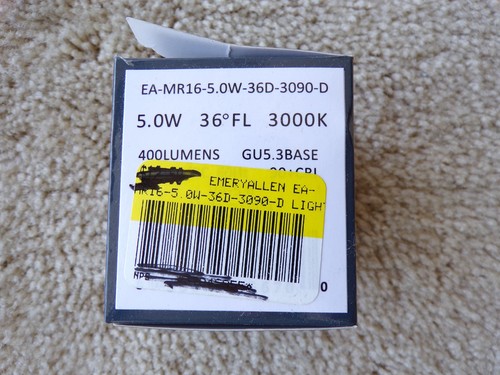 EA-MR16-5.0W-36D-3090-D
5.0W 36°FL 3000K
400LUMENS GU5.3BASE
EMERYALLEN EA-
MR16-5.0W-36D-3090-D LIGHT
0